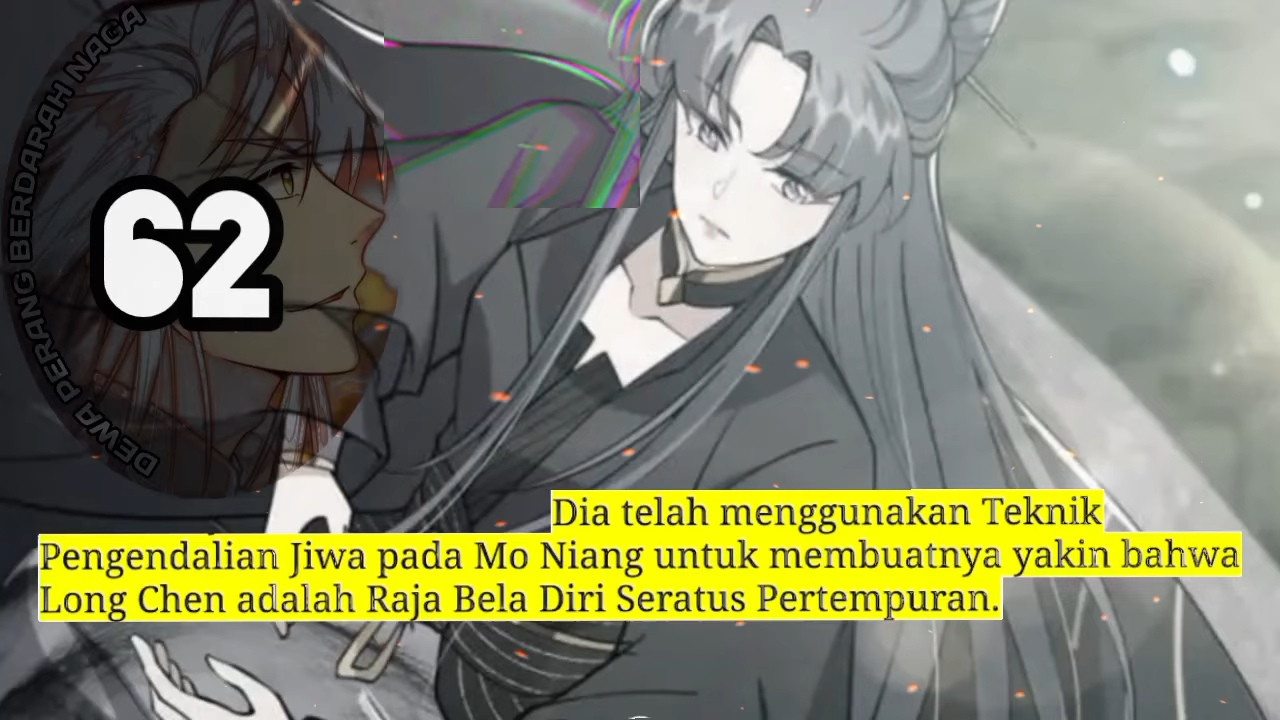 DEWA PERANG BERDARAH NAGA
62
Dia telah menggunakan Teknik
Pengendalian Jiwa pada Mo Niang untuk membuatnya yakin bahwa
Long Chen adalah Raja Bela Diri Seratus Pertempuran.